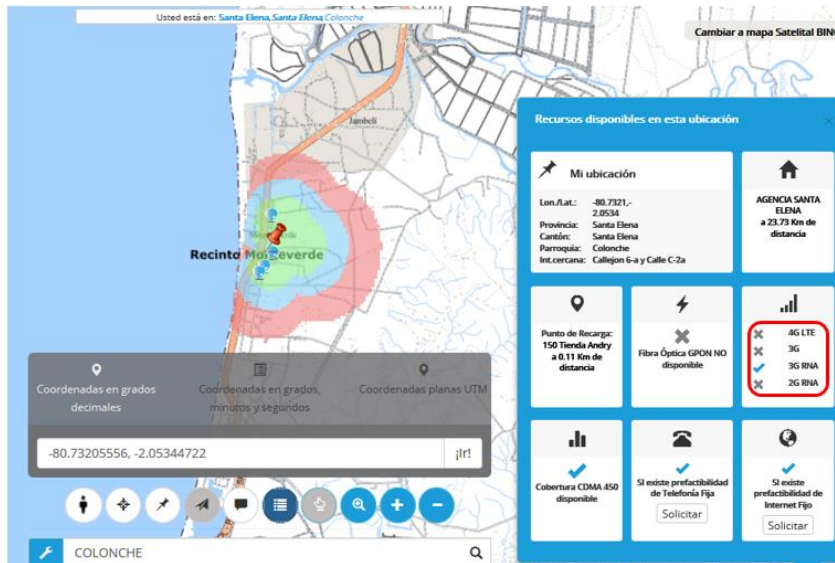 Usted está en: Santa Elena, Santa Elena, Colonche
Cambiar a mapa Satelital BING
Jambelí
Recinto Monteverde
Recursos disponibles en esta ubicación
Mi ubicación
Lon./Lat.: -80.7321,-
2.0534
Provincia: Santa Elena
Cantón: Santa Elena
Parroquia: Colonche
Int.cercana: Callejon 6-a y Calle C-2a
AGENCIA SANTA
ELENA
a 23.73 Km de
distancia
Punto de Recarga:
150 Tienda Andry
a 0.11 Km de
distancia
Fibra Óptica GPON NO
disponible
4G LTE
3G
3G RNA
2G RNA
Cobertura CDMA 450
disponible
SI existe prefactibilidad
de Telefonía Fija
Solicitar
SI existe
prefactibilidad de
Internet Fijo
Solicitar
Coordenadas en grados
decimales
Coordenadas en grados,
minutos y segundos
Coordenadas planas UTM
-80.73205556, -2.05344722
¡Ir!
COLONCHE